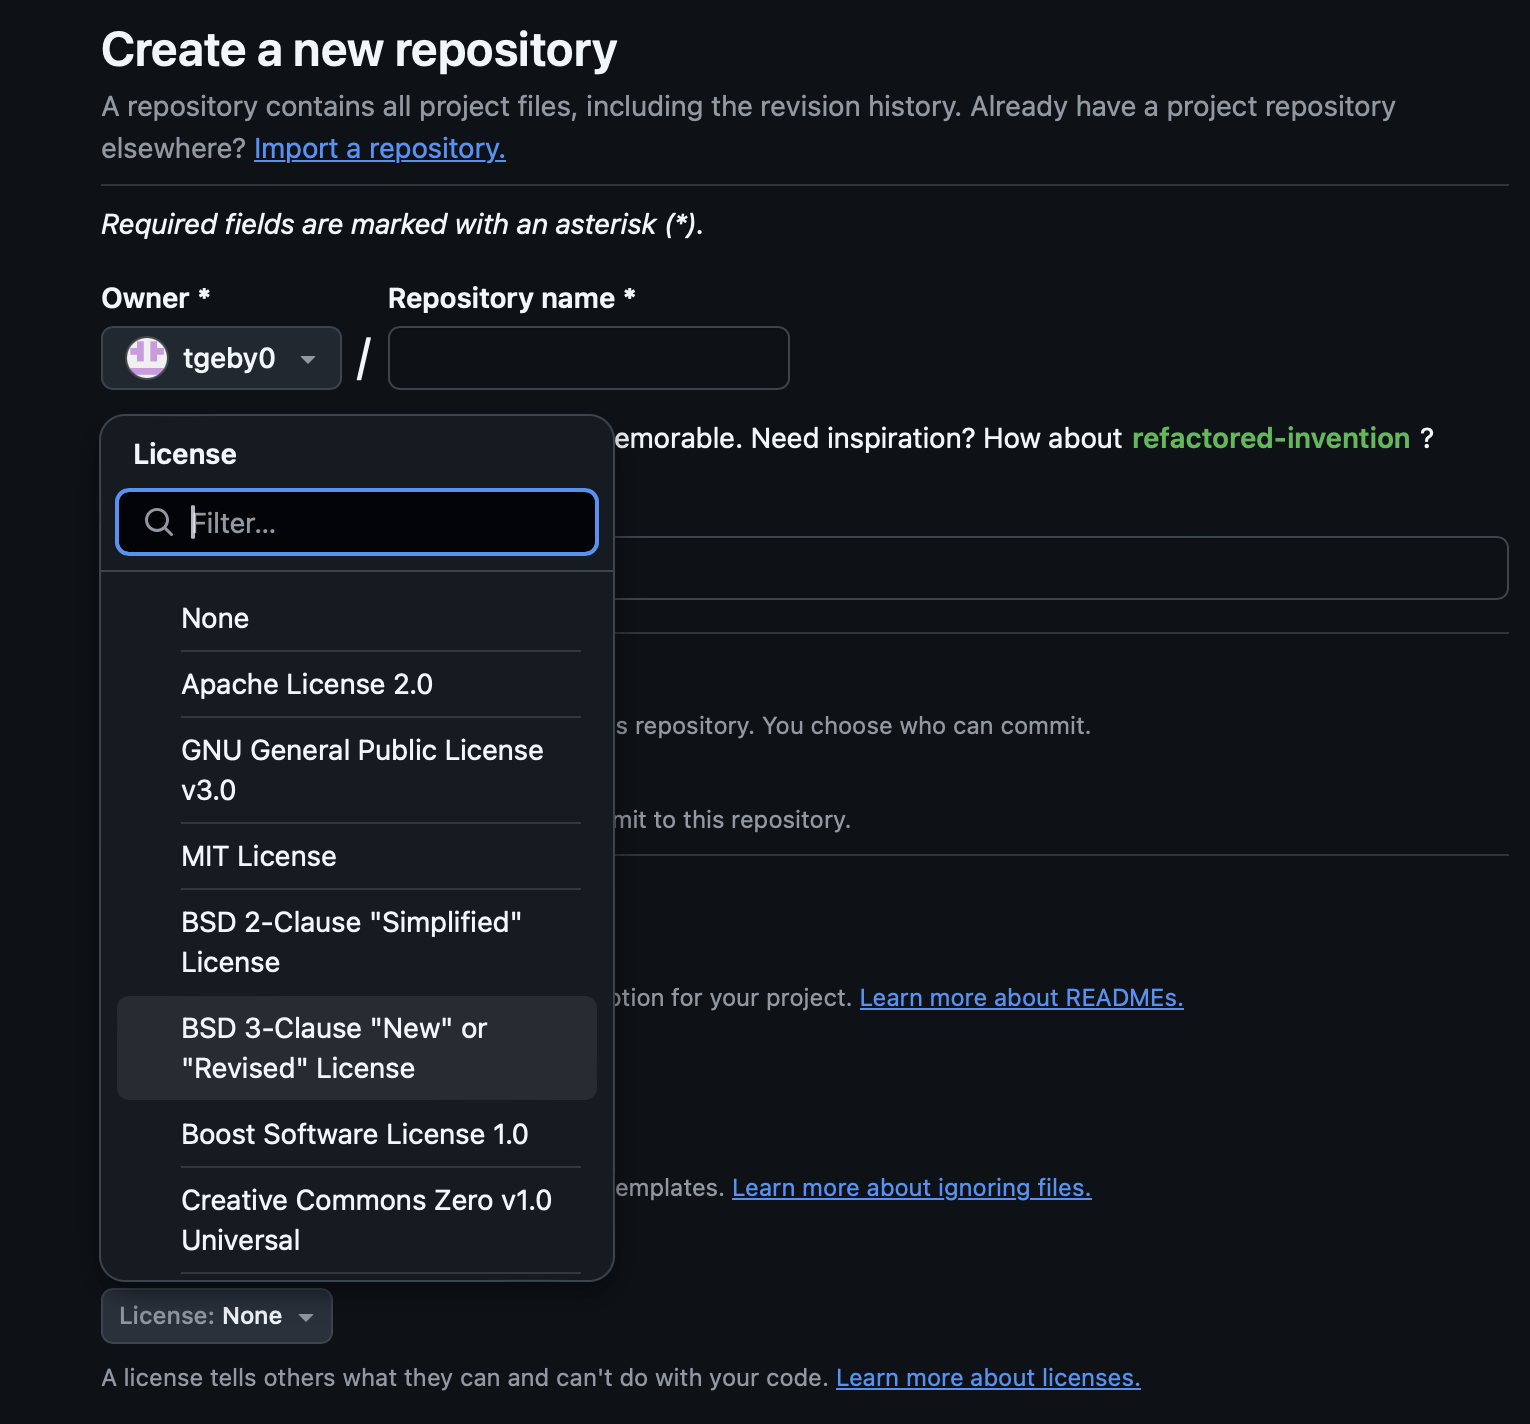 Create a new repository
A repository contains all project files, including the revision history. Already have a project repository
elsewhere? Import a repository.
Required fields are marked with an asterisk (*).
Owner *
Repository name *
tgeby0
/
emorable. Need inspiration? How about refactored-invention ?
License
Filter...
None
Apache License 2.0
s repository. You choose who can commit.
GNU General Public License
v3.0
mit to this repository.
MIT License
BSD 2-Clause "Simplified"
License
tion for your project. Learn more about READMEs.
BSD 3-Clause "New" or
"Revised" License
Boost Software License 1.0
emplates. Learn more about ignoring files.
Creative Commons Zero v1.0
Universal
License: None
A license tells others what they can and can't do with your code. Learn more about licenses.